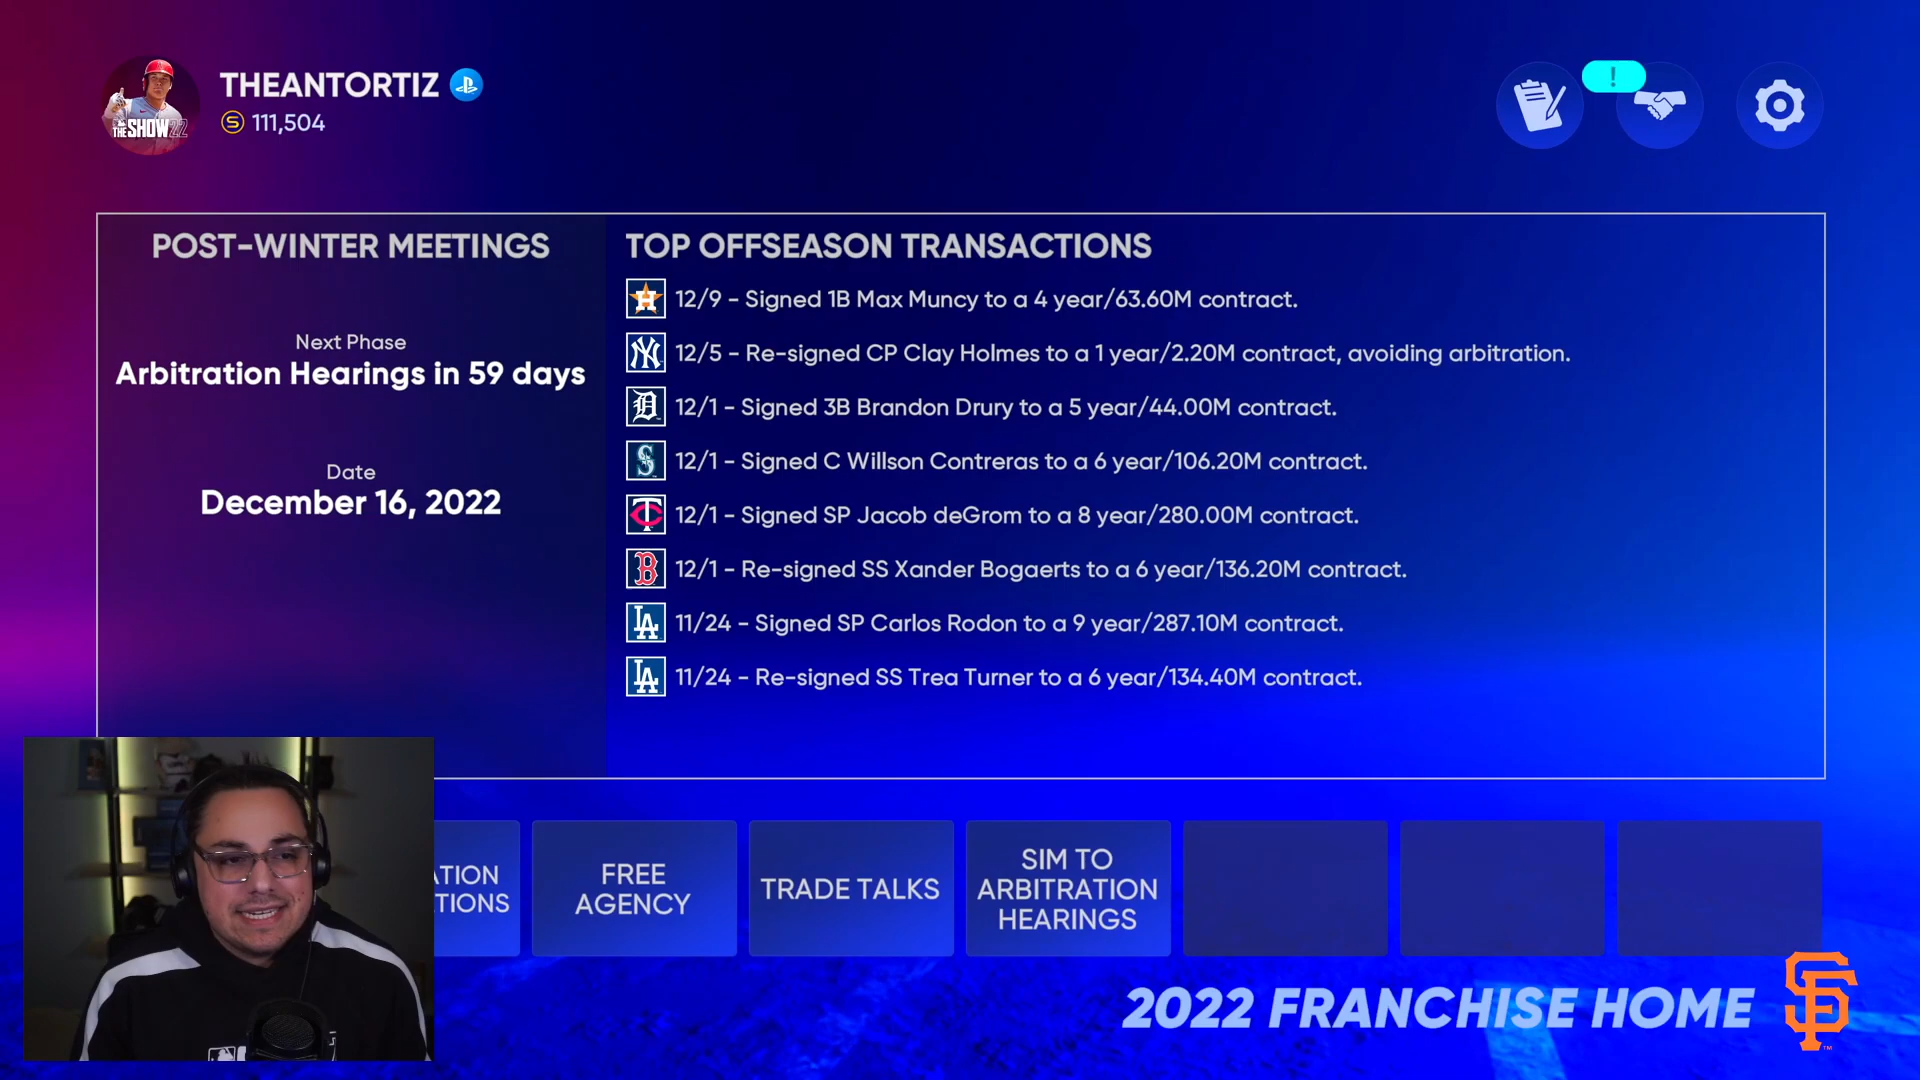 THEANTORTIZ
111,504
THE SHOW 22
!
POST-WINTER MEETINGS
Next Phase
Arbitration Hearings in 59 days
Date
December 16, 2022
TOP OFFSEASON TRANSACTIONS
12/9 - Signed 1B Max Muncy to a 4 year/63.60M contract.
12/5 - Re-signed CP Clay Holmes to a 1 year/2.20M contract, avoiding arbitration.
12/1 - Signed 3B Brandon Drury to a 5 year/44.00M contract.
12/1 - Signed C Willson Contreras to a 6 year/106.20M contract.
12/1 - Signed SP Jacob deGrom to a 8 year/280.00M contract.
12/1 - Re-signed SS Xander Bogaerts to a 6 year/136.20M contract.
11/24 - Signed SP Carlos Rodon to a 9 year/287.10M contract.
11/24 - Re-signed SS Trea Turner to a 6 year/134.40M contract.
ATION
TIONS
FREE
AGENCY
TRADE TALKS
SIM TO
ARBITRATION
HEARINGS
2022 FRANCHISE HOME
SF